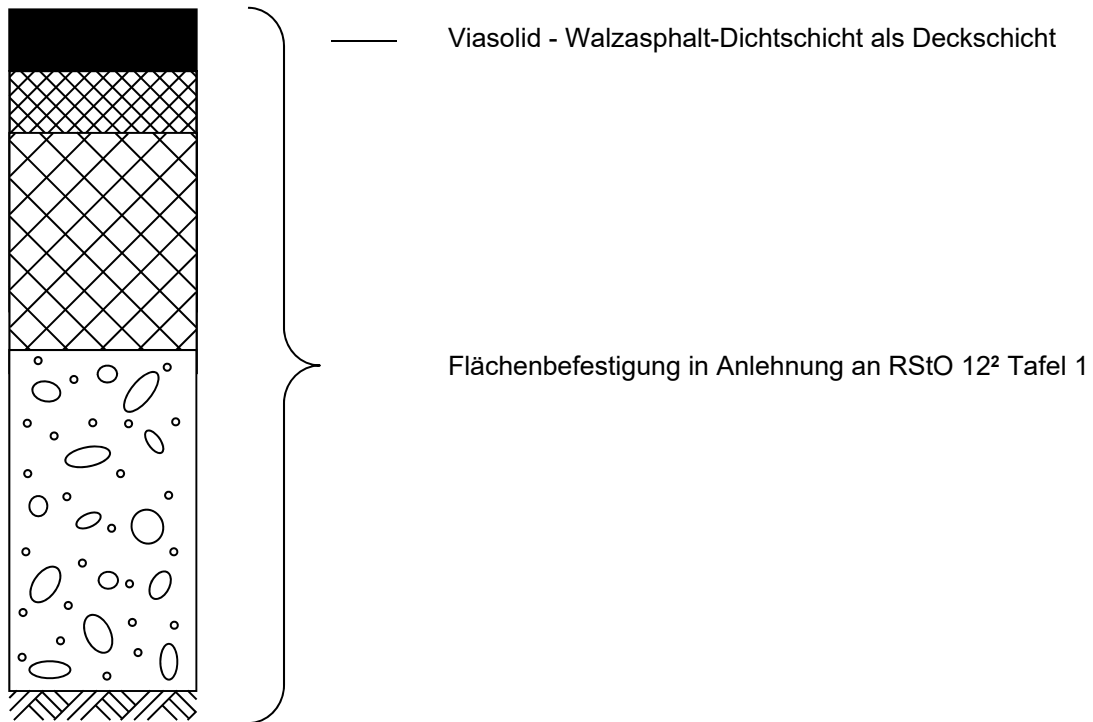 Viasolid - Walzasphalt-Dichtschicht als Deckschicht
Flächenbefestigung in Anlehnung an RStO 12² Tafel 1